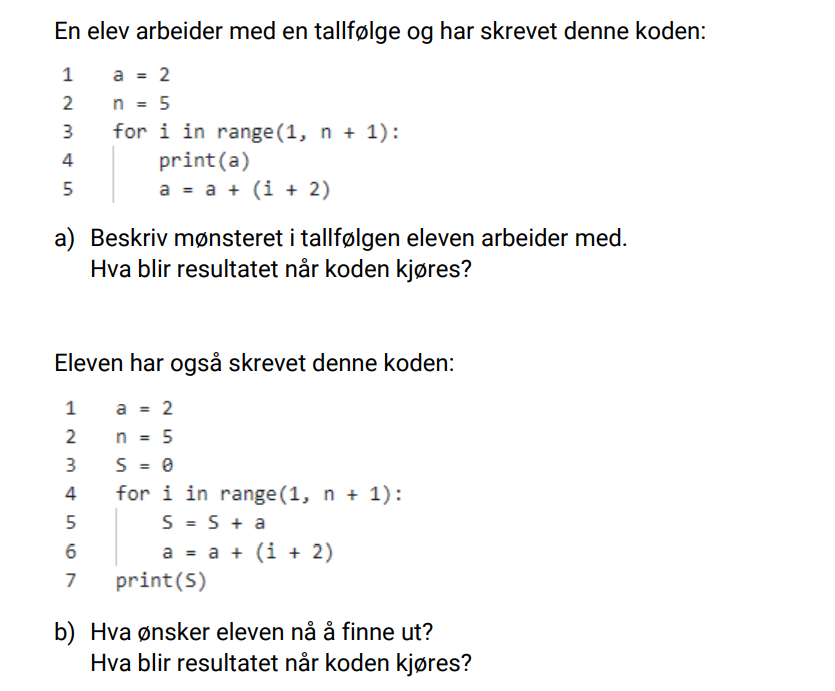 En elev arbeider med en tallfølge og har skrevet denne koden:
1 a = 2
2 n = 5
3 for i in range(1, n + 1):
4 print(a)
5 a = a + (i + 2)
a) Beskriv mønsteret i tallfølgen eleven arbeider med.
Hva blir resultatet når koden kjøres?
Eleven har også skrevet denne koden:
1 a = 2
2 n = 5
3 S = 0
4 for i in range(1, n + 1):
5 S = S + a
6 a = a + (i + 2)
7 print(S)
b) Hva ønsker eleven nå å finne ut?
Hva blir resultatet når koden kjøres?